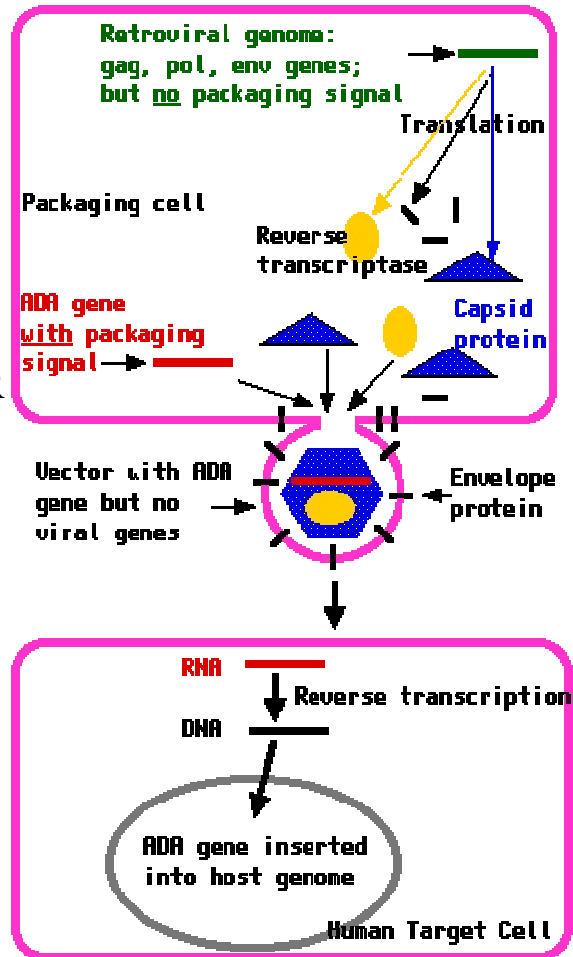 Retroviral genome:
gag, pol, env genes;
but no packaging signal
Translation
Packaging cell
Reverse
transcriptase
ADA gene
with packaging
signal
Capsid
protein
Vector with ADA
gene but no
viral genes
Envelope
protein
RNA
Reverse transcription
DNA
ADA gene inserted
into host genome
Human Target Cell